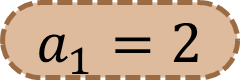 a₁ = 2